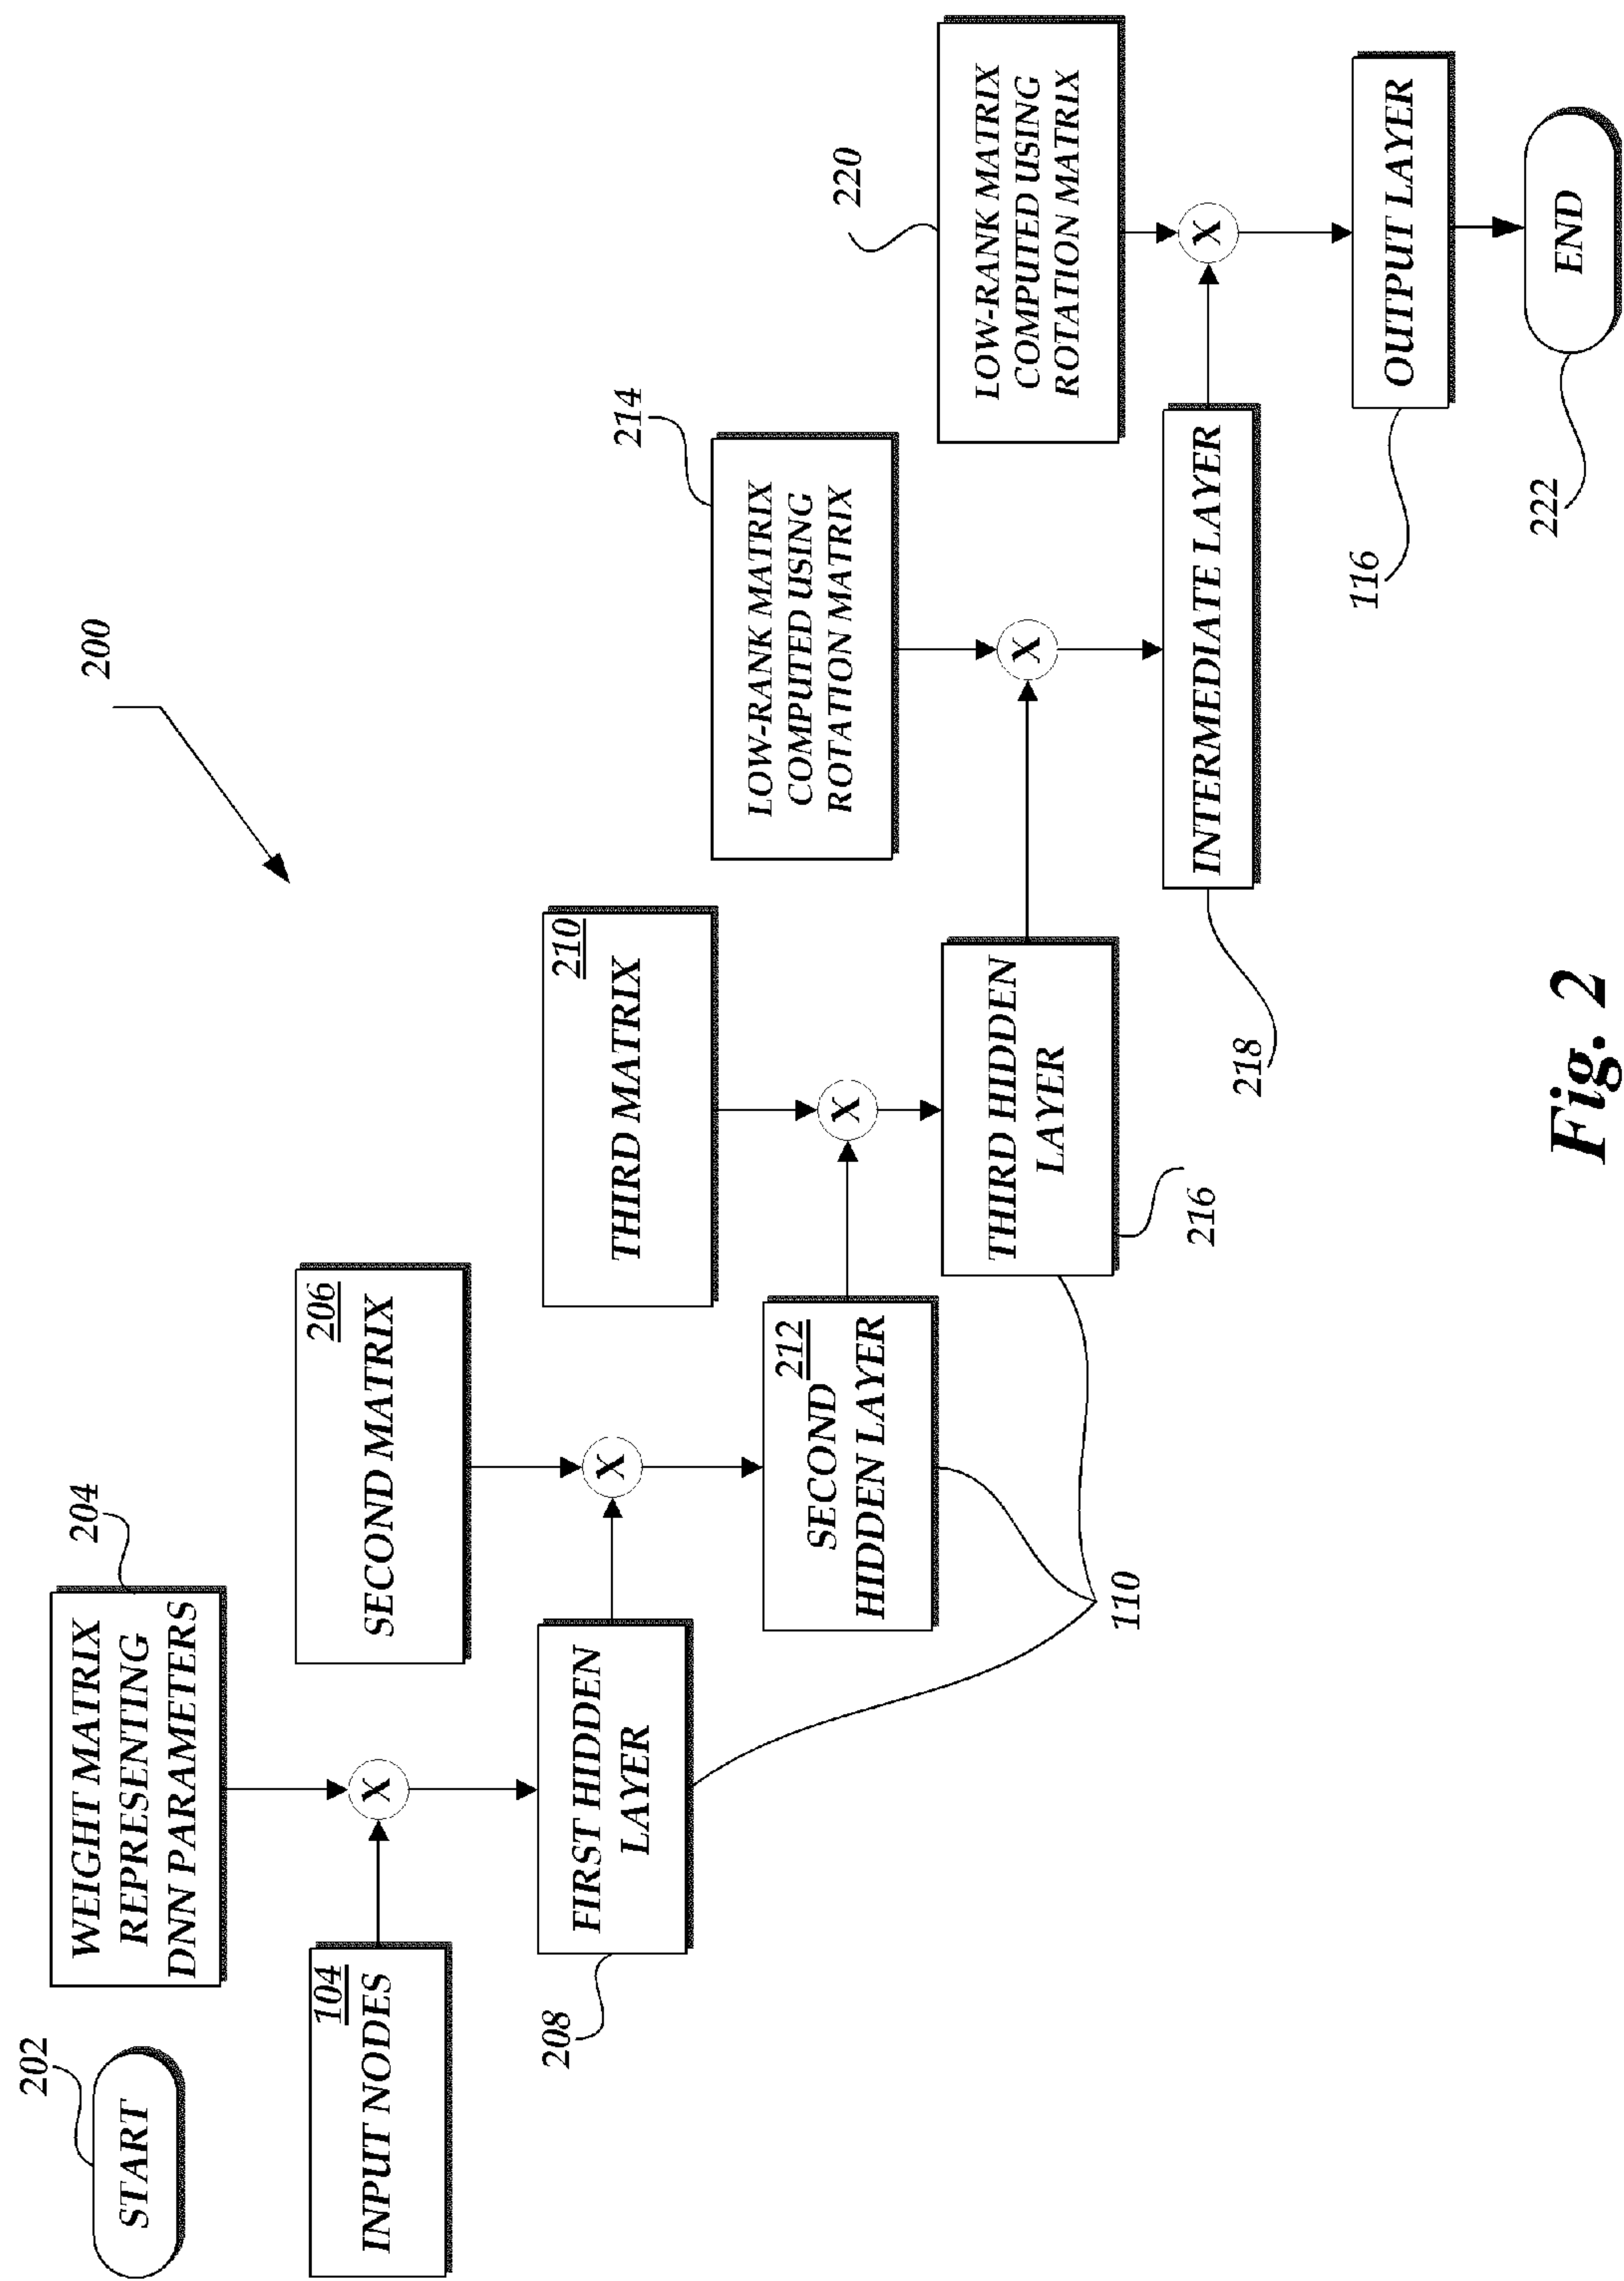 200
202
START
204
WEIGHT MATRIX
REPRESENTING
DNN PARAMETERS
104
INPUT NODES
X
206
SECOND MATRIX
208
FIRST HIDDEN
LAYER
X
210
THIRD MATRIX
212
SECOND
HIDDEN LAYER
X
110
214
LOW-RANK MATRIX
COMPUTED USING
ROTATION MATRIX
THIRD HIDDEN
LAYER
216
X
220
LOW-RANK MATRIX
COMPUTED USING
ROTATION MATRIX
INTERMEDIATE LAYER
218
X
OUTPUT LAYER
116
END
222
Fig. 2